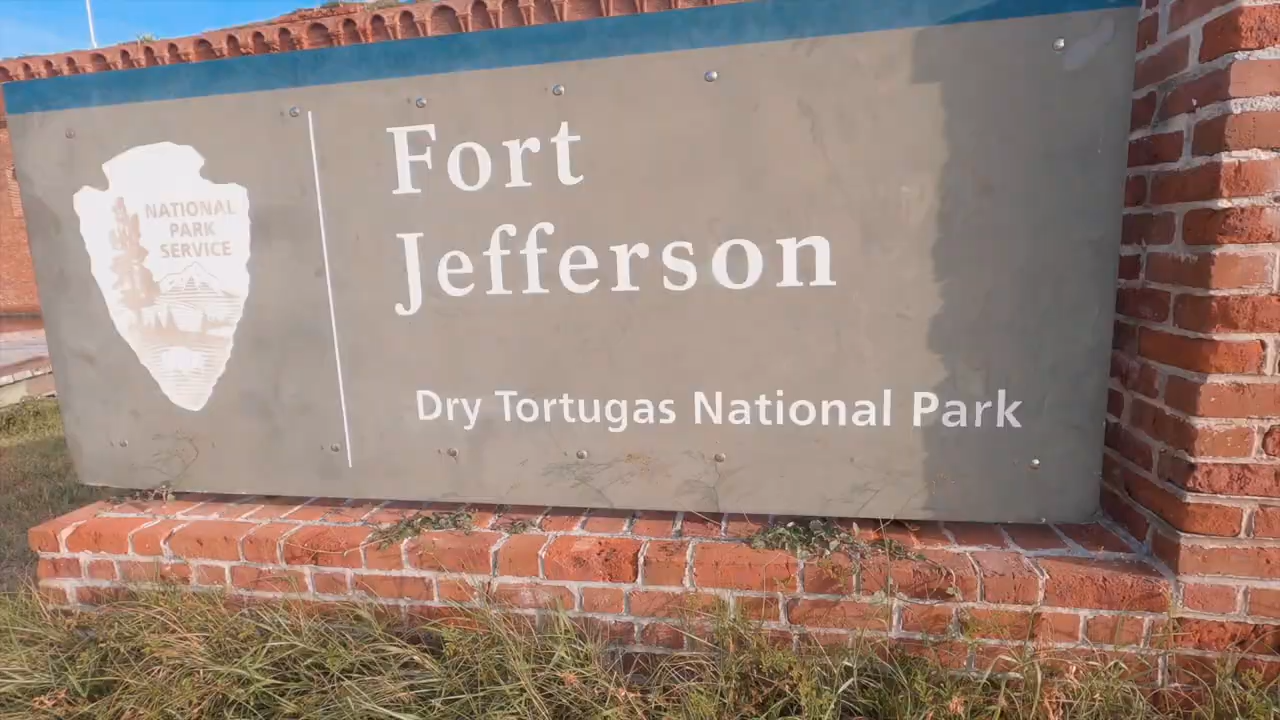 NATIONAL
PARK
SERVICE
Fort
Jefferson
Dry Tortugas National Park